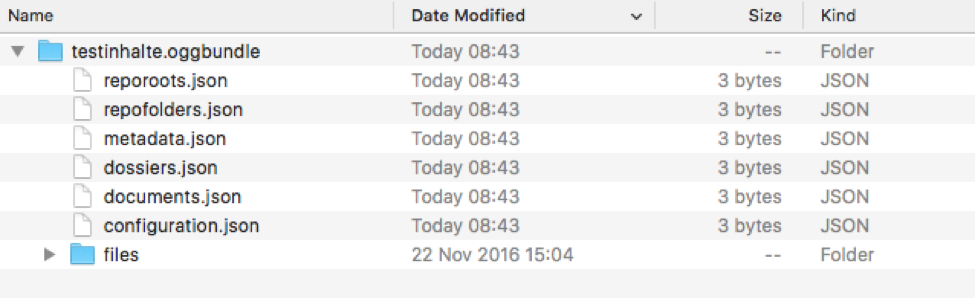 Name Date Modified Size Kind
testinhalte.oggbundle Today 08:43 -- Folder
reporoots.json Today 08:43 3 bytes JSON
repofolders.json Today 08:43 3 bytes JSON
metadata.json Today 08:43 3 bytes JSON
dossiers.json Today 08:43 3 bytes JSON
documents.json Today 08:43 3 bytes JSON
configuration.json Today 08:43 3 bytes JSON
files 22 Nov 2016 15:04 -- Folder